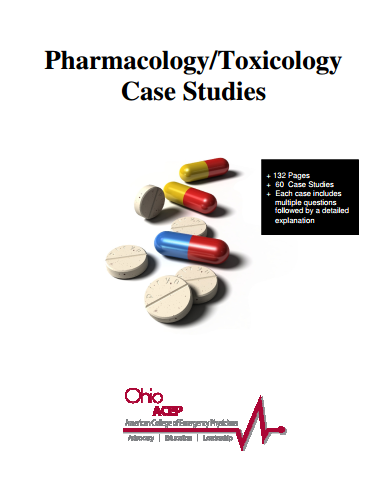 Pharmacology/Toxicology
Case Studies
+ 132 Pages
+ 60 Case Studies
+ Each case includes
multiple questions
followed by a detailed
explanation
Ohio
ACEP
American College of Emergency Physicians
Advocacy | Education | Leadership